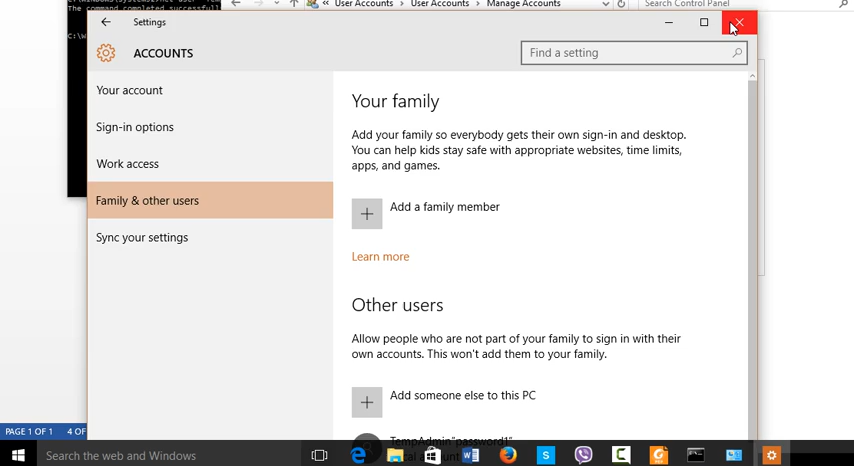 The command completed successfull
User Accounts
User Accounts
Manage Accounts
Search Control Panel
Settings
ACCOUNTS
Find a setting
Your account
Sign-in options
Work access
Family & other users
Sync your settings
Your family
Add your family so everybody gets their own sign-in and desktop.
You can help kids stay safe with appropriate websites, time limits,
apps, and games.
Add a family member
Learn more
Other users
Allow people who are not part of your family to sign in with their
own accounts. This won't add them to your family.
Add someone else to this PC
TempAdmin"password1"
PAGE 1 OF 1 4 OF
Search the web and Windows